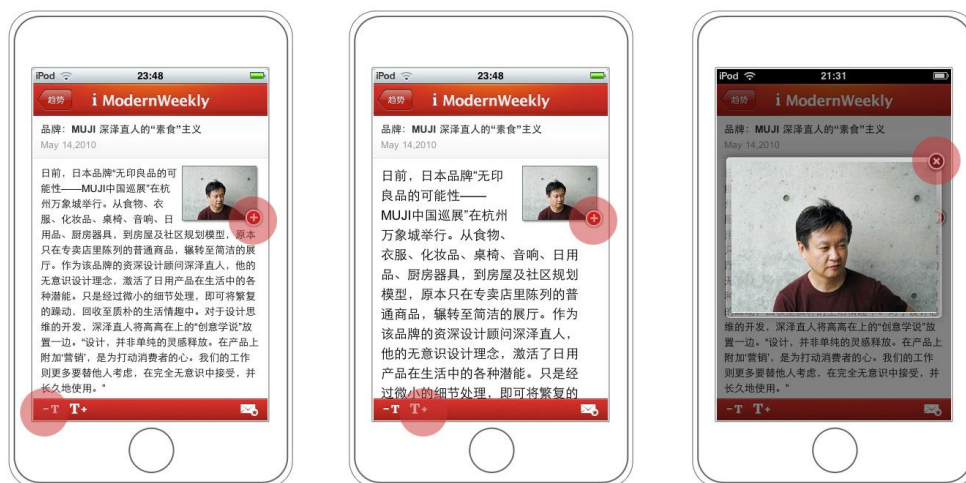 iPod 23:48
趋势 i ModernWeekly
品牌：MUJI 深泽直人的“素食”主义
May 14,2010
日前，日本品牌“无印良品的可
能性——MUJI中国巡展”在杭
州万象城举行。从食物、衣
服、化妆品、桌椅、音响、日
用品、厨房器具，到房屋及社区规划模型，原本
只在专卖店里陈列的普通商品，辗转至简洁的展
厅。作为该品牌的资深设计顾问深泽直人，他的
无意识设计理念，激活了日用产品在生活中的各
种潜能。只是经过微小的细节处理，即可将繁复
的躁动，回收至质朴的生活情趣中。对于设计思
维的开发，深泽直人将高高在上的“创意学说”放
置一边。“设计，并非单纯的灵感释放。在产品上
附加‘营销’，是为打动消费者的心。我们的工作
则更多要替他人考虑，在完全无意识中接受，并
长久地使用。”
-T T+
iPod 23:48
趋势 i ModernWeekly
品牌：MUJI 深泽直人的“素食”主义
May 14,2010
日前，日本品牌“无印
良品的可能性——
MUJI中国巡展”在杭州
万象城举行。从食物、
衣服、化妆品、桌椅、音响、日用
品、厨房器具，到房屋及社区规划
模型，原本只在专卖店里陈列的普
通商品，辗转至简洁的展厅。作为
该品牌的资深设计顾问深泽直人，
他的无意识设计理念，激活了日用
产品在生活中的各种潜能。只是经
过微小的细节处理，即可将繁复的
-T T+
iPod 21:31
趋势 i ModernWeekly
品牌：MUJI 深泽直人的“素食”主义
May 14,2010
维的开发，深泽直人将高高在上的“创意学说”放
置一边。“设计，并非单纯的灵感释放。在产品上
附加‘营销’，是为打动消费者的心。我们的工作
则更多要替他人考虑，在完全无意识中接受，并
长久地使用。”
-T T+